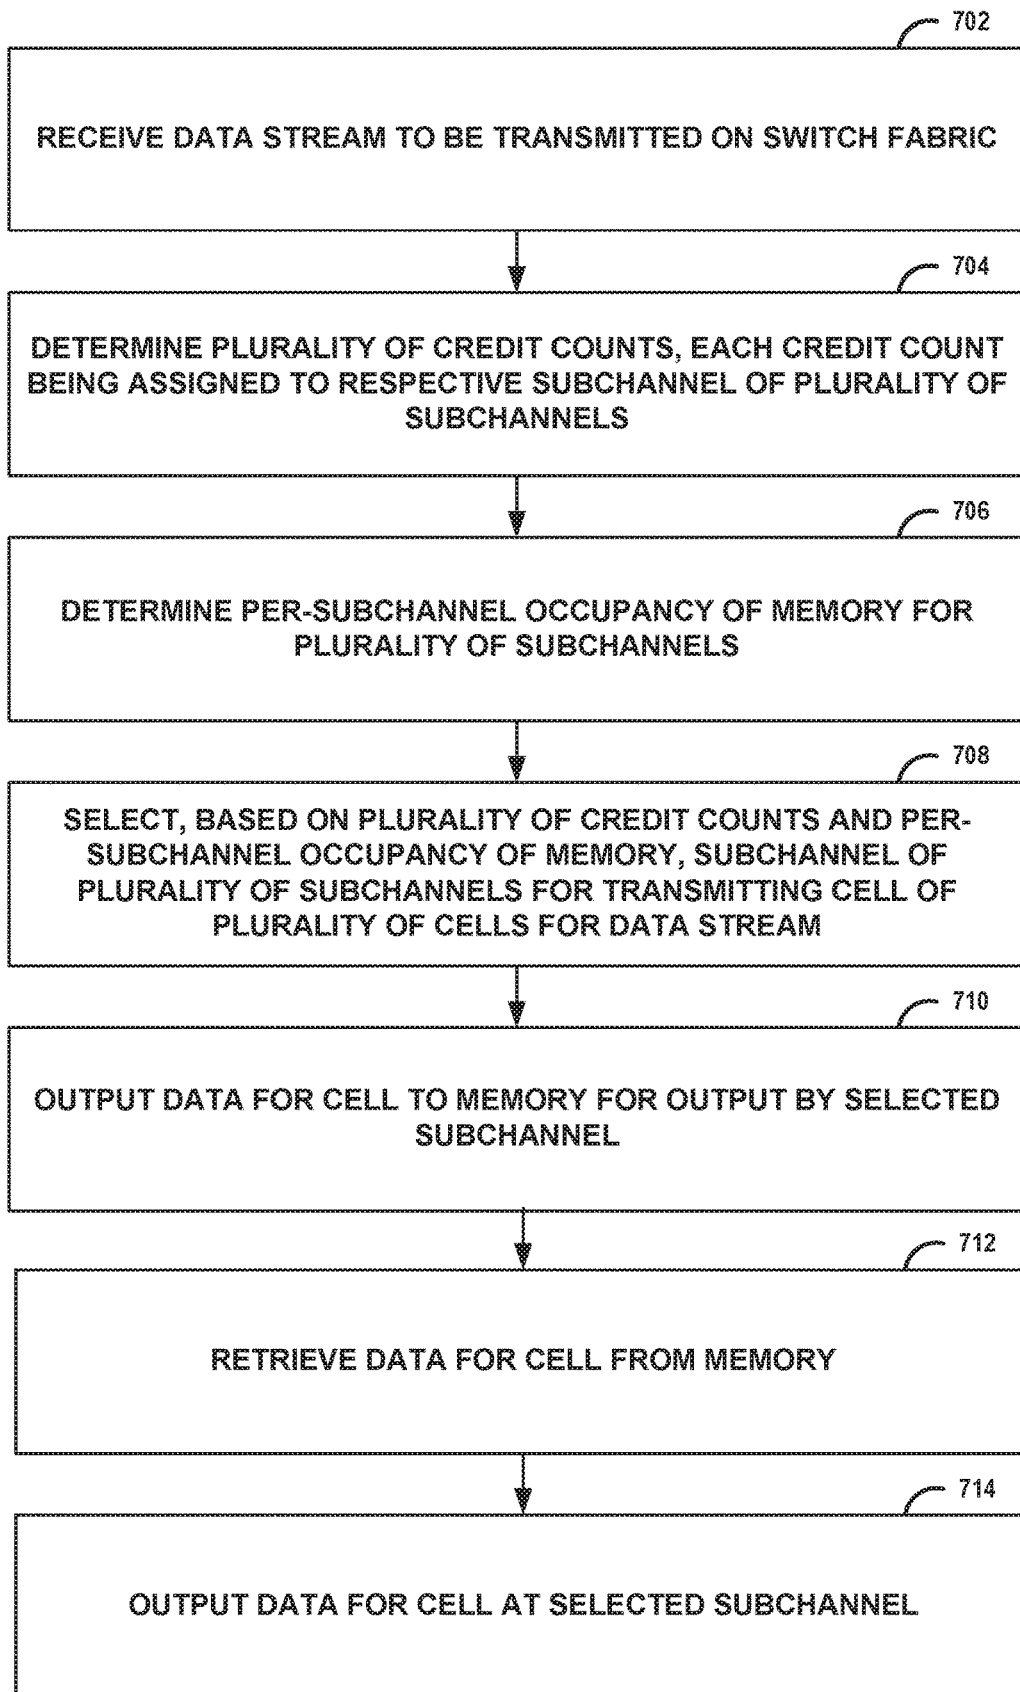 702
RECEIVE DATA STREAM TO BE TRANSMITTED ON SWITCH FABRIC
704
DETERMINE PLURALITY OF CREDIT COUNTS, EACH CREDIT COUNT
BEING ASSIGNED TO RESPECTIVE SUBCHANNEL OF PLURALITY OF
SUBCHANNELS
706
DETERMINE PER-SUBCHANNEL OCCUPANCY OF MEMORY FOR
PLURALITY OF SUBCHANNELS
708
SELECT, BASED ON PLURALITY OF CREDIT COUNTS AND PER-
SUBCHANNEL OCCUPANCY OF MEMORY, SUBCHANNEL OF
PLURALITY OF SUBCHANNELS FOR TRANSMITTING CELL OF
PLURALITY OF CELLS FOR DATA STREAM
710
OUTPUT DATA FOR CELL TO MEMORY FOR OUTPUT BY SELECTED
SUBCHANNEL
712
RETRIEVE DATA FOR CELL FROM MEMORY
714
OUTPUT DATA FOR CELL AT SELECTED SUBCHANNEL